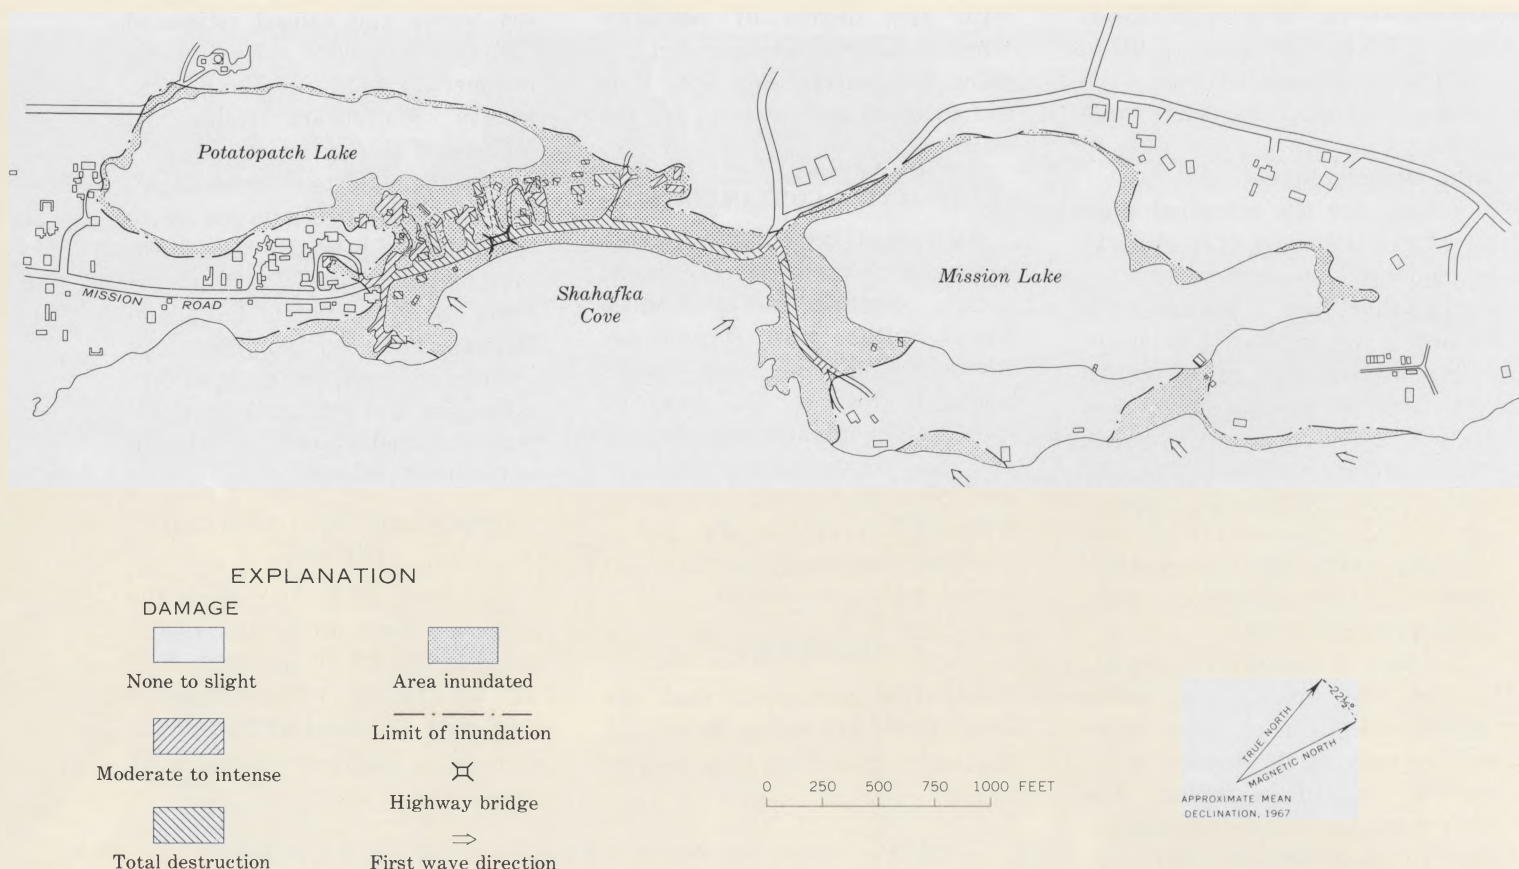 Potatopatch Lake
Mission Lake
Shahafka
Cove
MISSION ROAD
EXPLANATION
DAMAGE
None to slight
Moderate to intense
Total destruction
Area inundated
Limit of inundation
Highway bridge
First wave direction
0 250 500 750 1000 FEET
TRUE NORTH
MAGNETIC NORTH
22½°
APPROXIMATE MEAN
DECLINATION, 1967